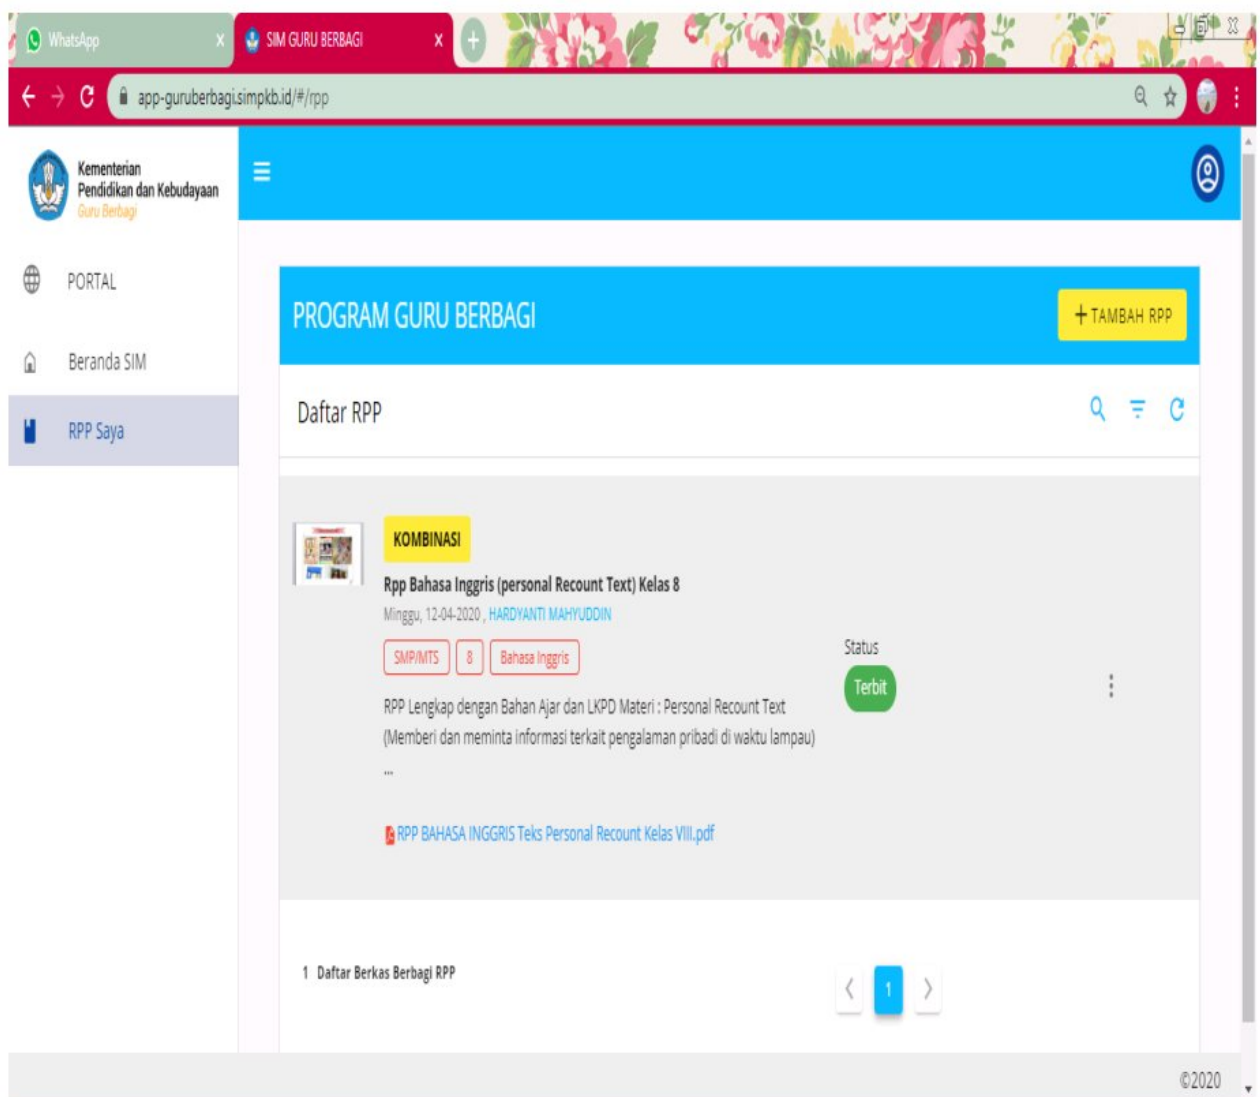 WhatsApp
SIM GURU BERBAGI
app-guruberbagi.simpkb.id/#/rpp
Kementerian
Pendidikan dan Kebudayaan
Guru Berbagi
PORTAL
Beranda SIM
RPP Saya
PROGRAM GURU BERBAGI
+ TAMBAH RPP
Daftar RPP
KOMBINASI
Rpp Bahasa Inggris (personal Recount Text) Kelas 8
Minggu, 12-04-2020 , HARDYANTI MAHYUDDIN
SMP/MTS 8 Bahasa Inggris
RPP Lengkap dengan Bahan Ajar dan LKPD Materi : Personal Recount Text
(Memberi dan meminta informasi terkait pengalaman pribadi di waktu lampau)
...
RPP BAHASA INGGRIS Teks Personal Recount Kelas VIII.pdf
Status
Terbit
1 Daftar Berkas Berbagi RPP
1
©2020